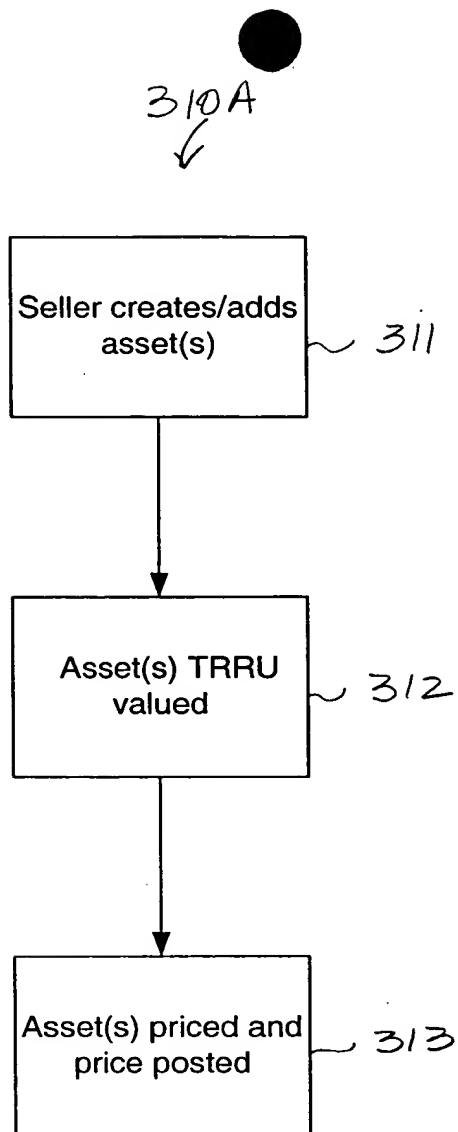 310A
Seller creates/adds
asset(s)
311
Asset(s) TRRU
valued
312
Asset(s) priced and
price posted
313